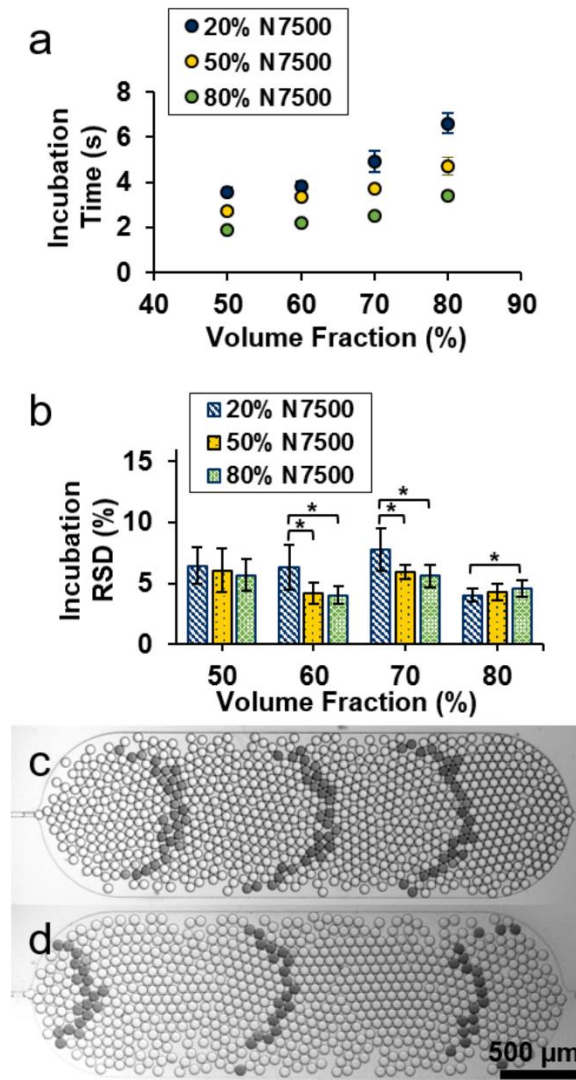 a
20% N7500
50% N7500
80% N7500
8
6
4
2
0
Incubation
Time (s)
40 50 60 70 80 90
Volume Fraction (%)
b
20% N7500
50% N7500
80% N7500
15
10
5
0
Incubation
RSD (%)
* * * * *
50 60 70 80
Volume Fraction (%)
c
d
500 µm